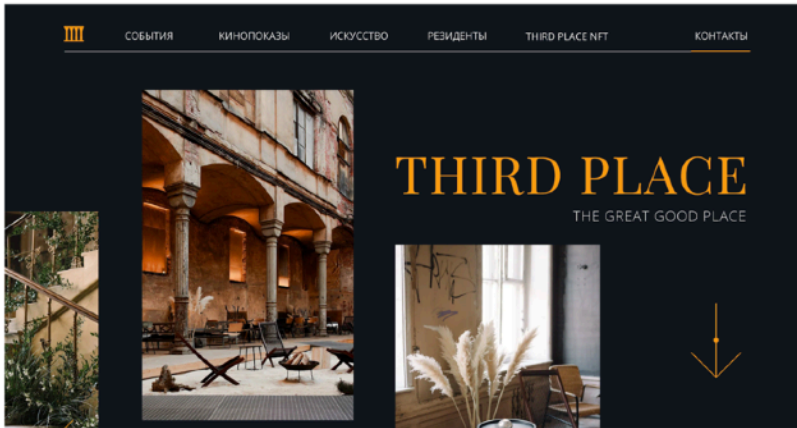 СОБЫТИЯ КИНОПОКАЗЫ ИСКУССТВО РЕЗИДЕНТЫ THIRD PLACE NFT КОНТАКТЫ
THIRD PLACE
THE GREAT GOOD PLACE